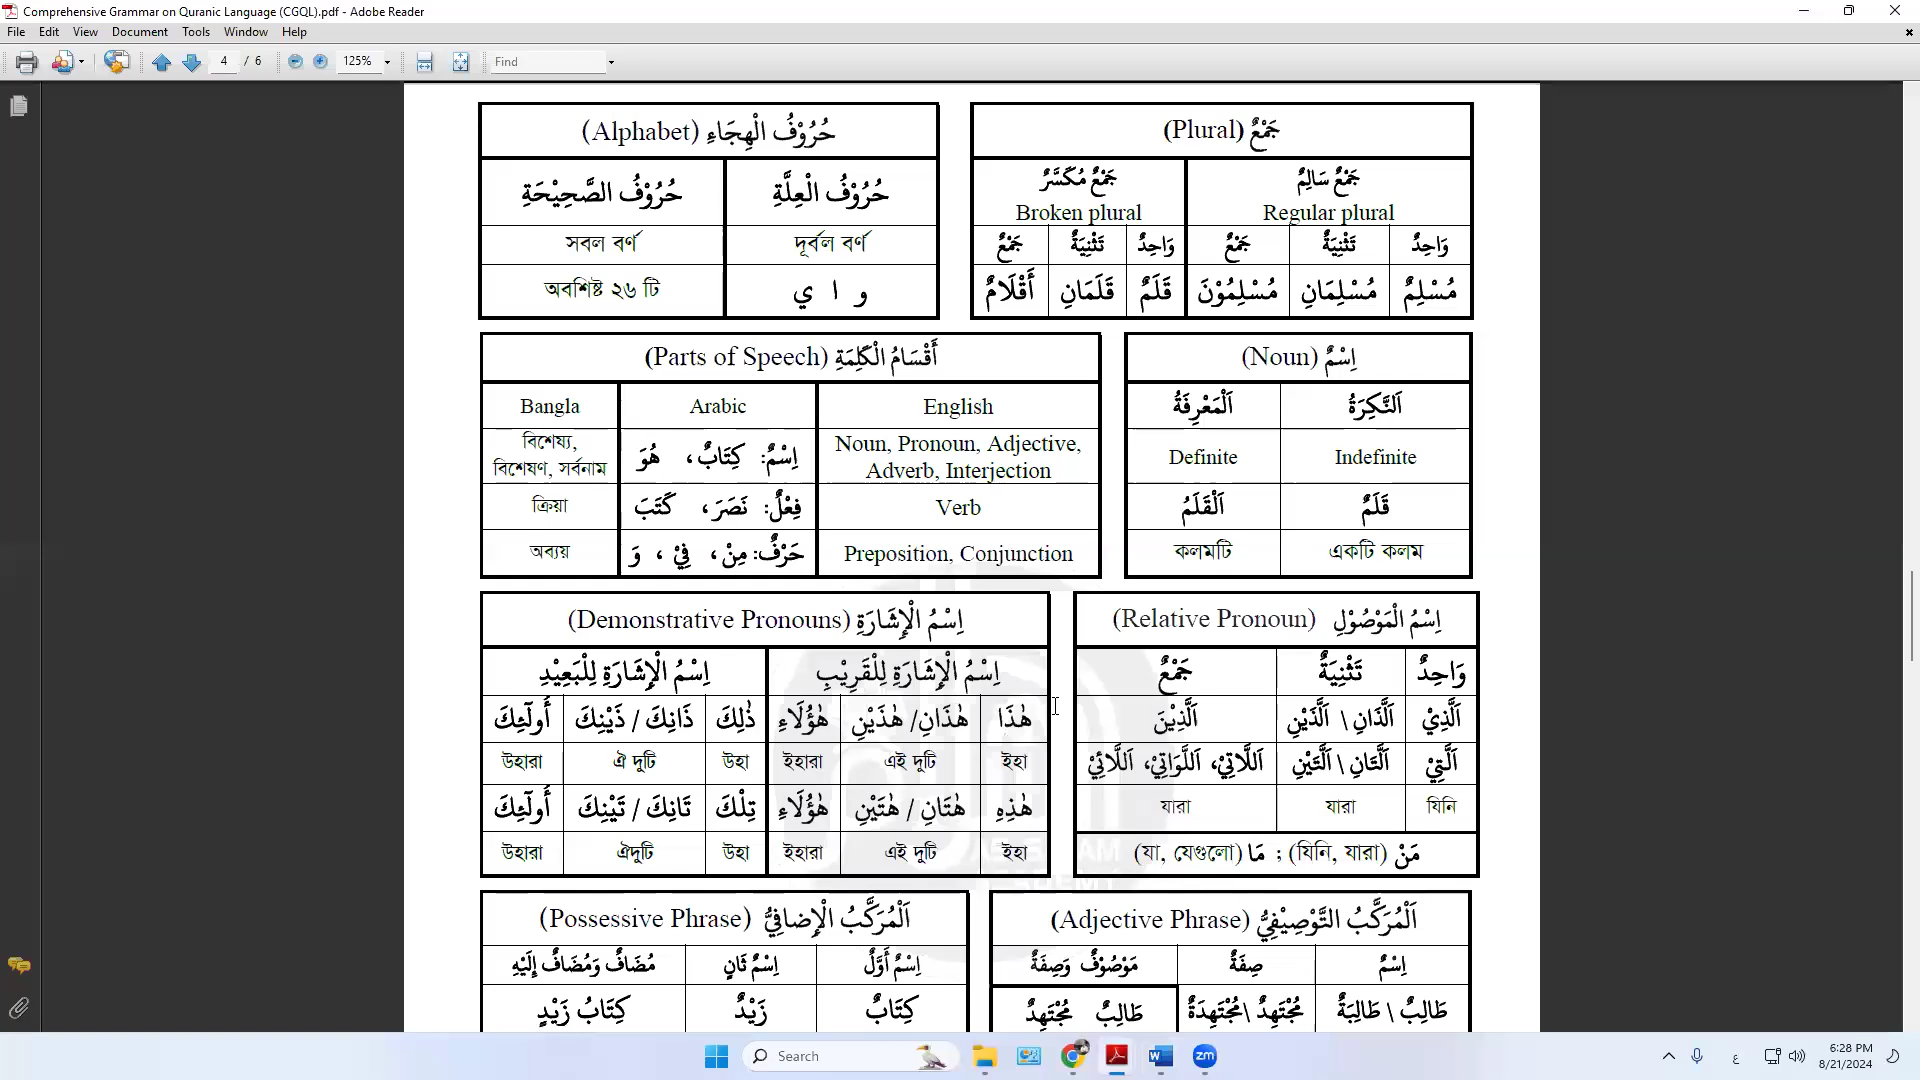 Comprehensive Grammar on Quranic Language (CGQL).pdf - Adobe Reader
File Edit View Document Tools Window Help
4 / 6 125% Find
حُرُوْفُ الْهِجَاءِ (Alphabet)
حُرُوْفُ الْعِلَّةِ حُرُوْفُ الصَّحِيْحَةِ
সবল বর্ণ দূর্বল বর্ণ
অবশিষ্ট ২৬ টি و ا ي
جَمْعٌ (Plural)
جَمْعٌ سَالِمٌ جَمْعٌ مُكَسَّرٌ
Broken plural Regular plural
وَاحِدٌ تَثْنِيَةٌ جَمْعٌ وَاحِدٌ تَثْنِيَةٌ جَمْعٌ
مُسْلِمٌ مُسْلِمَانِ مُسْلِمُوْنَ قَلَمٌ قَلَمَانِ أَقْلَامٌ
أَقْسَامُ الْكَلِمَةِ (Parts of Speech)
Bangla Arabic English
বিশেষ্য,
বিশেষণ, সর্বনাম اِسْمٌ: كِتَابٌ، هُوَ Noun, Pronoun, Adjective,
Adverb, Interjection
ক্রিয়া فِعْلٌ: نَصَرَ، كَتَبَ Verb
অব্যয় حَرْفٌ: مِنْ، فِيْ، وَ Preposition, Conjunction
اِسْمٌ (Noun)
اَلنَّكِرَةُ اَلْمَعْرِفَةُ
Definite Indefinite
قَلَمٌ اَلْقَلَمُ
কলমটি একটি কলম
اِسْمُ الْإِشَارَةِ (Demonstrative Pronouns)
اِسْمُ الْإِشَارَةِ لِلْقَرِيْبِ اِسْمُ الْإِشَارَةِ لِلْبَعِيْدِ
هٰذَا هٰذَانِ/ هٰذَيْنِ هٰؤُلَاءِ ذٰلِكَ ذَانِكَ / ذَيْنِكَ أُولٰٓئِكَ
উহারা ঐ দুটি উহা ইহারা এই দুটি ইহা
هٰذِهِ هٰتَانِ / هٰتَيْنِ هٰؤُلَاءِ تِلْكَ تَانِكَ / تَيْنِكَ أُولٰٓئِكَ
উহারা ঐদুটি উহা ইহারা এই দুটি ইহা
اِسْمُ الْمَوْصُوْلِ (Relative Pronoun)
وَاحِدٌ تَثْنِيَةٌ جَمْعٌ
اَلَّذِيْ اَلَّذَانِ \ اَلَّذَيْنِ اَلَّذِيْنَ
اَلَّتِيْ اَلَّتَانِ \ اَلَّتَيْنِ اَللَّاتِيْ، اَللَّوَاتِيْ، اَللَّائِيْ
যারা যারা যিনি
مَنْ (যিনি, যারা) ; مَا (যা, যেগুলো)
اَلْمُرَكَّبُ الْإِضافِيُّ (Possessive Phrase)
اِسْمٌ أَوَّلٌ اِسْمٌ ثَانٍ مُضَافٌ وَمُضَافٌ إِلَيْهِ
كِتَابٌ زَيْدٌ كِتَابُ زَيْدٍ
اَلْمُرَكَّبُ التَّوْصِيْفِيُّ (Adjective Phrase)
اِسْمٌ صِفَةٌ مَوْصُوْفٌ وَصِفَةٌ
طَالِبٌ \ طَالِبَةٌ مُجْتَهِدٌ \مُجْتَهِدَةٌ طَالِبٌ مُجْتَهِدٌ
Search
zm
ع
6:28 PM
8/21/2024